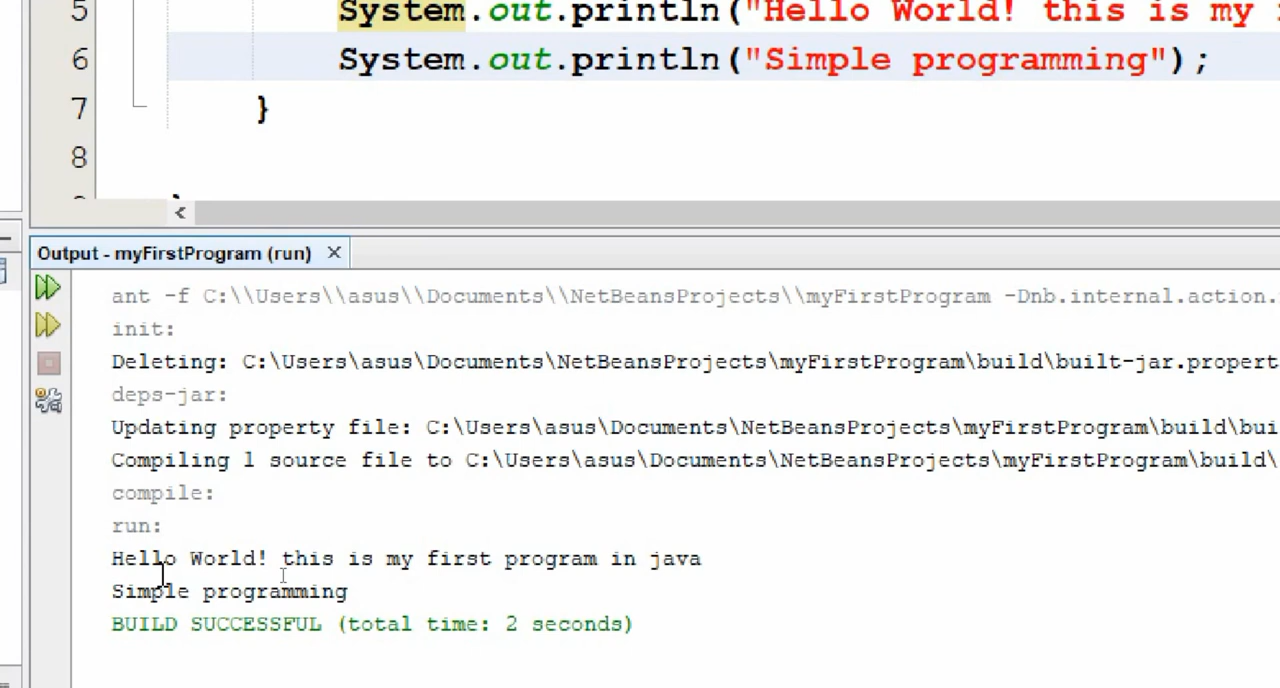 5 System.out.println("Hello World! this is my
6 System.out.println("Simple programming");
7 }
8
Output - myFirstProgram (run)
ant -f C:\\Users\\asus\\Documents\\NetBeansProjects\\myFirstProgram -Dnb.internal.action.
init:
Deleting: C:\Users\asus\Documents\NetBeansProjects\myFirstProgram\build\built-jar.propert
deps-jar:
Updating property file: C:\Users\asus\Documents\NetBeansProjects\myFirstProgram\build\bui
Compiling 1 source file to C:\Users\asus\Documents\NetBeansProjects\myFirstProgram\build\
compile:
run:
Hello World! this is my first program in java
Simple programming
BUILD SUCCESSFUL (total time: 2 seconds)